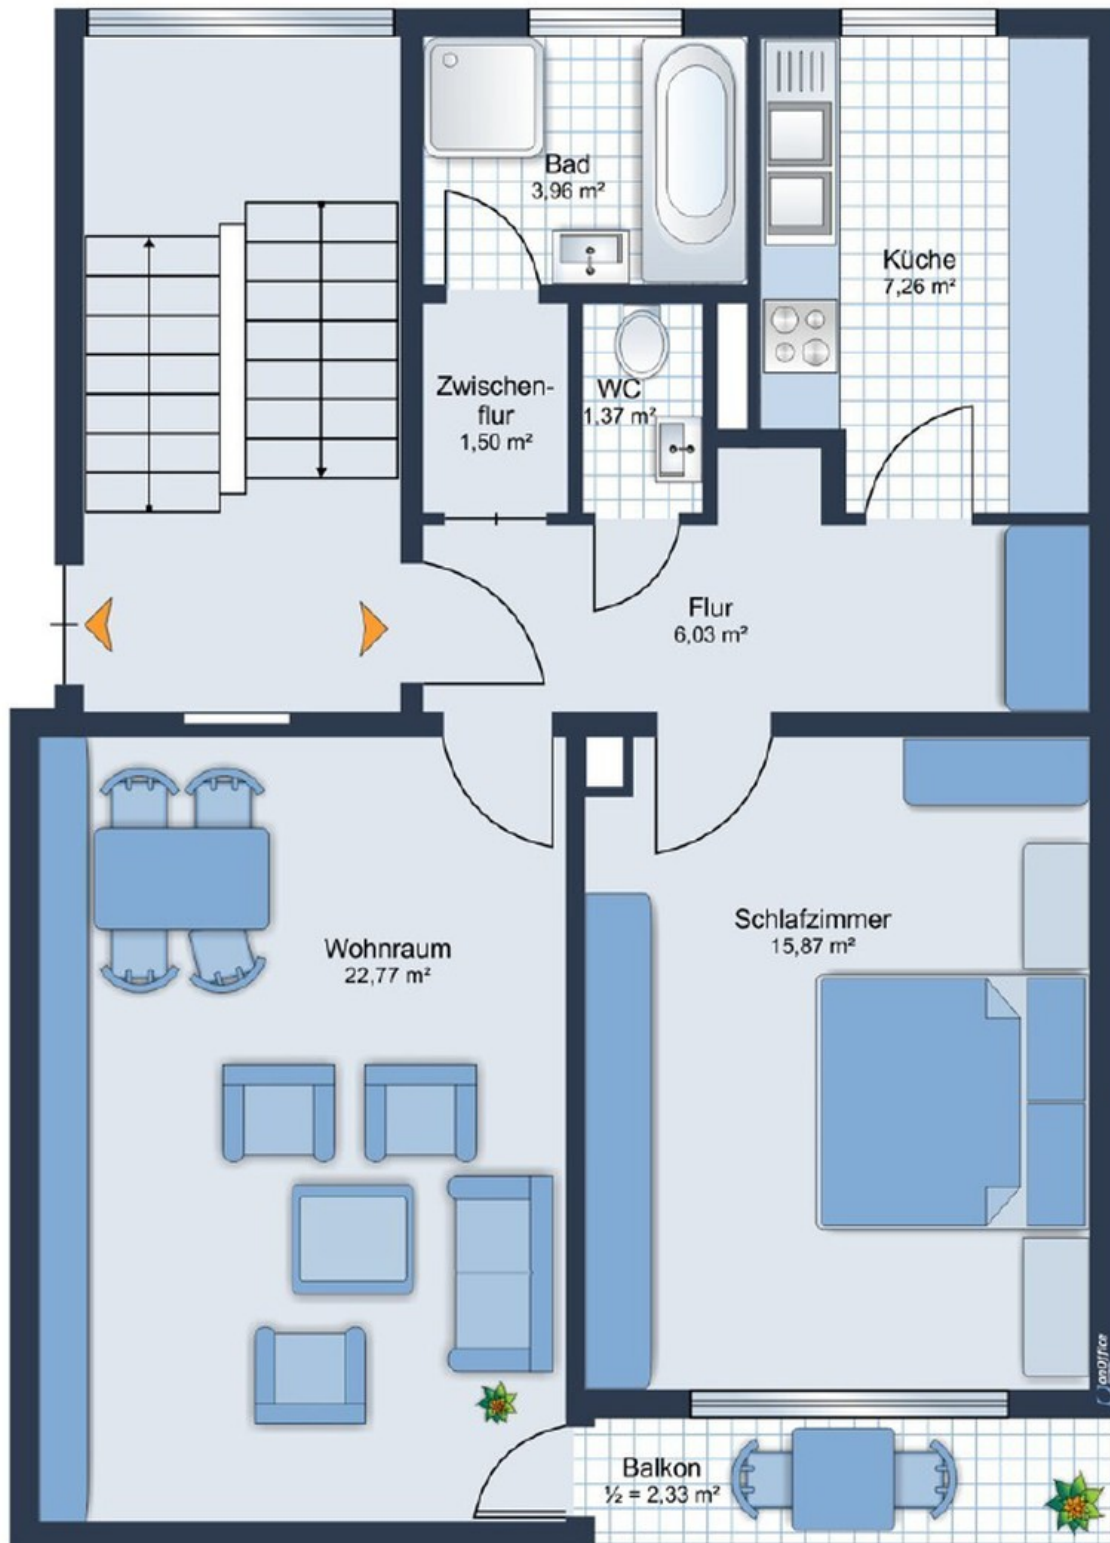 Bad
3,96 m²
Küche
7,26 m²
Zwischen-
flur
1,50 m²
WC
1,37 m²
Flur
6,03 m²
Wohnraum
22,77 m²
Schlafzimmer
15,87 m²
Balkon
½ = 2,33 m²
onOffice